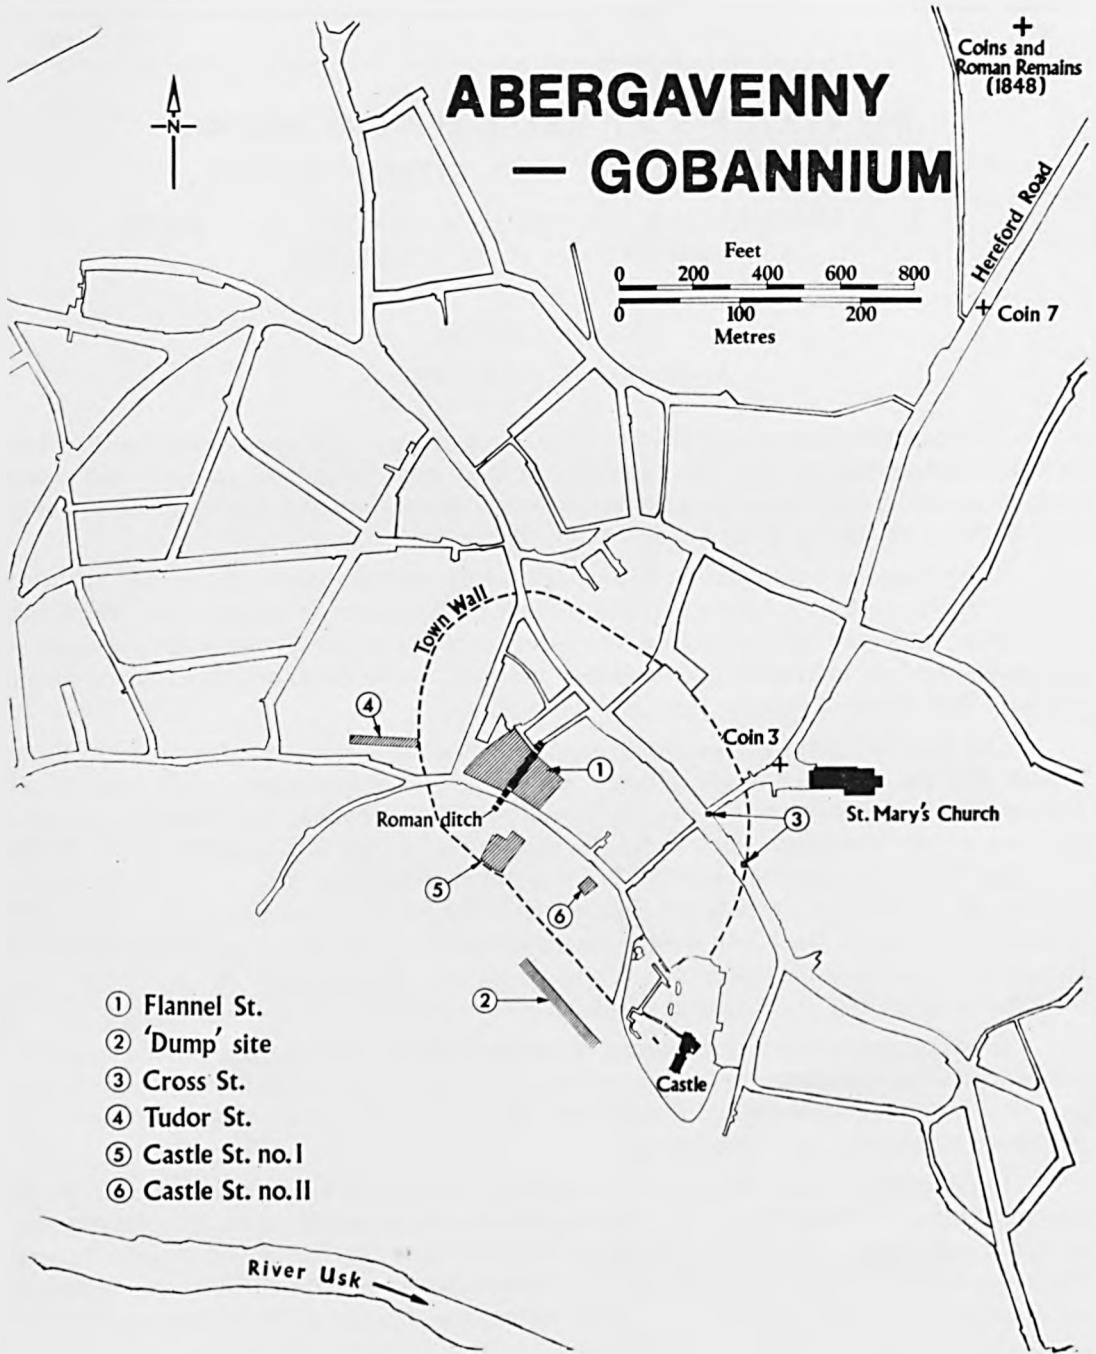 ABERGAVENNY
— GOBANNIUM
N
Coins and
Roman Remains
(1848)
Hereford Road
Feet
0 200 400 600 800
0 100 200
Metres
Coin 7
Town Wall
4
Coin 3
1
Roman ditch
3
St. Mary's Church
5
6
2
Castle
1 Flannel St.
2 'Dump' site
3 Cross St.
4 Tudor St.
5 Castle St. no.I
6 Castle St. no.II
River Usk